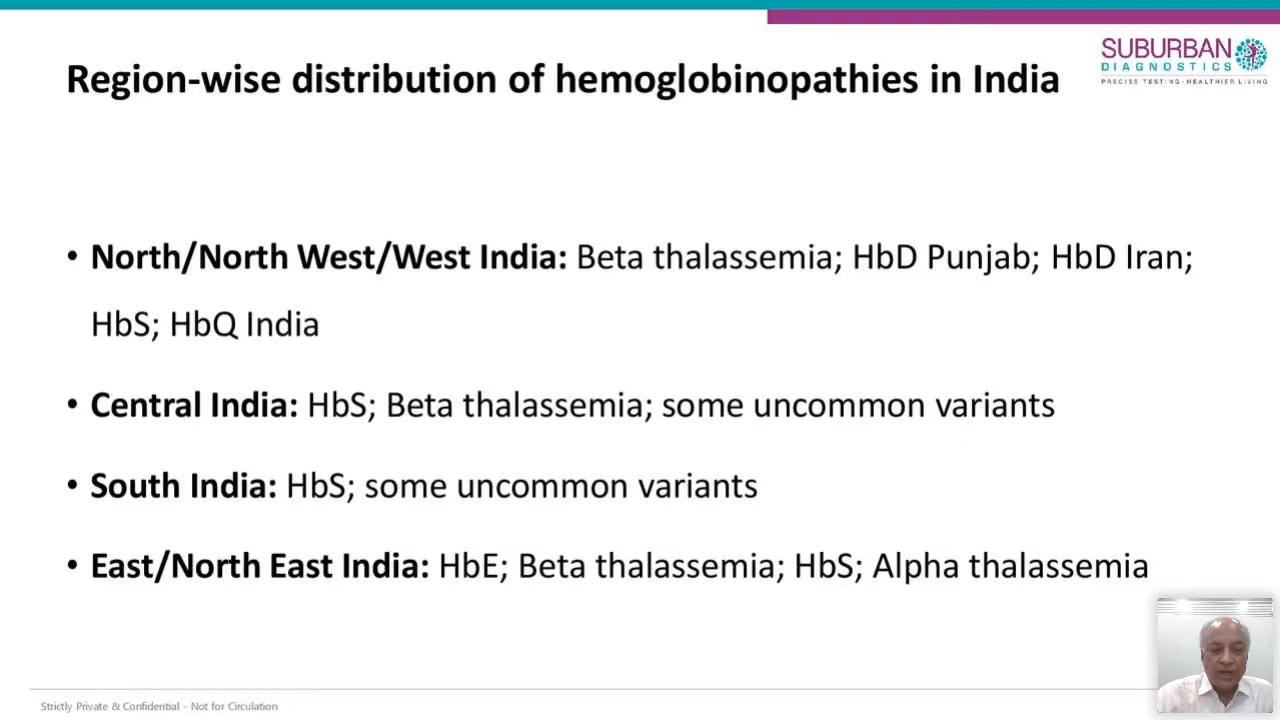 SUBURBAN
DIAGNOSTICS
PRECISE TESTING-HEALTHIER LIVING
Region-wise distribution of hemoglobinopathies in India
• North/North West/West India: Beta thalassemia; HbD Punjab; HbD Iran;
HbS; HbQ India
• Central India: HbS; Beta thalassemia; some uncommon variants
• South India: HbS; some uncommon variants
• East/North East India: HbE; Beta thalassemia; HbS; Alpha thalassemia
Strictly Private & Confidential - Not for Circulation